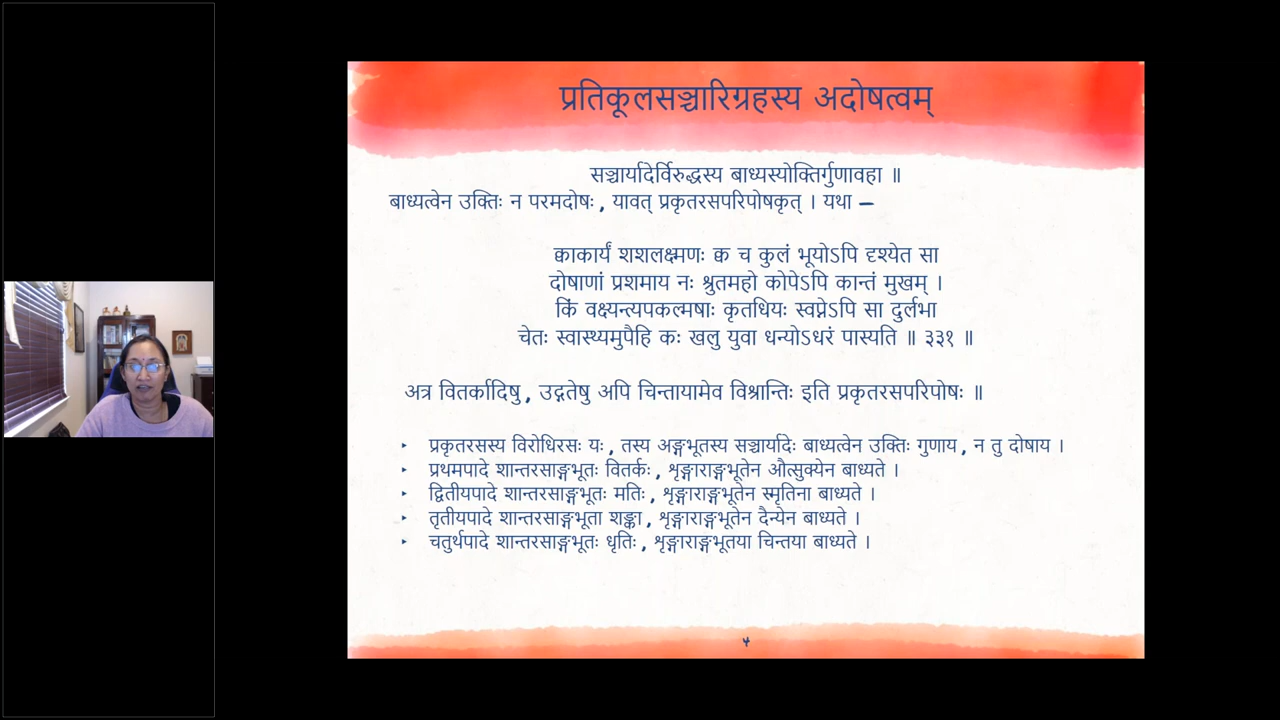 प्रतिकूलसञ्चारिग्रहस्य अदोषत्वम्
सञ्चार्यादेर्विरुद्धस्य बाध्यस्योक्तिर्गुणावहा ॥
बाध्यत्वेन उक्तिः न परमदोषः , यावत् प्रकृतरसपरिपोषकृत् । यथा –
क्वाकार्यं शशलक्ष्मणः क्व च कुलं भूयोऽपि दृश्येत सा
दोषाणां प्रशमाय नः श्रुतमहो कोपेऽपि कान्तं मुखम् ।
किं वक्ष्यन्त्यपकल्मषाः कृतधियः स्वप्नेऽपि सा दुर्लभा
चेतः स्वास्थ्यमुपैहि कः खलु युवा धन्योऽधरं पास्यति ॥ ३३१ ॥
अत्र वितर्कादिषु , उद्गतेषु अपि चिन्तायामेव विश्रान्तिः इति प्रकृतरसपरिपोषः ॥
‣ प्रकृतरसस्य विरोधिरसः यः , तस्य अङ्गभूतस्य सञ्चार्यादेः बाध्यत्वेन उक्तिः गुणाय , न तु दोषाय ।
‣ प्रथमपादे शान्तरसाङ्गभूतः वितर्कः , शृङ्गाराङ्गभूतेन औत्सुक्येन बाध्यते ।
‣ द्वितीयपादे शान्तरसाङ्गभूतः मतिः , शृङ्गाराङ्गभूतेन स्मृतिना बाध्यते ।
‣ तृतीयपादे शान्तरसाङ्गभूता शङ्का , शृङ्गाराङ्गभूतेन दैन्येन बाध्यते ।
‣ चतुर्थपादे शान्तरसाङ्गभूतः धृतिः , शृङ्गाराङ्गभूतया चिन्तया बाध्यते ।
४